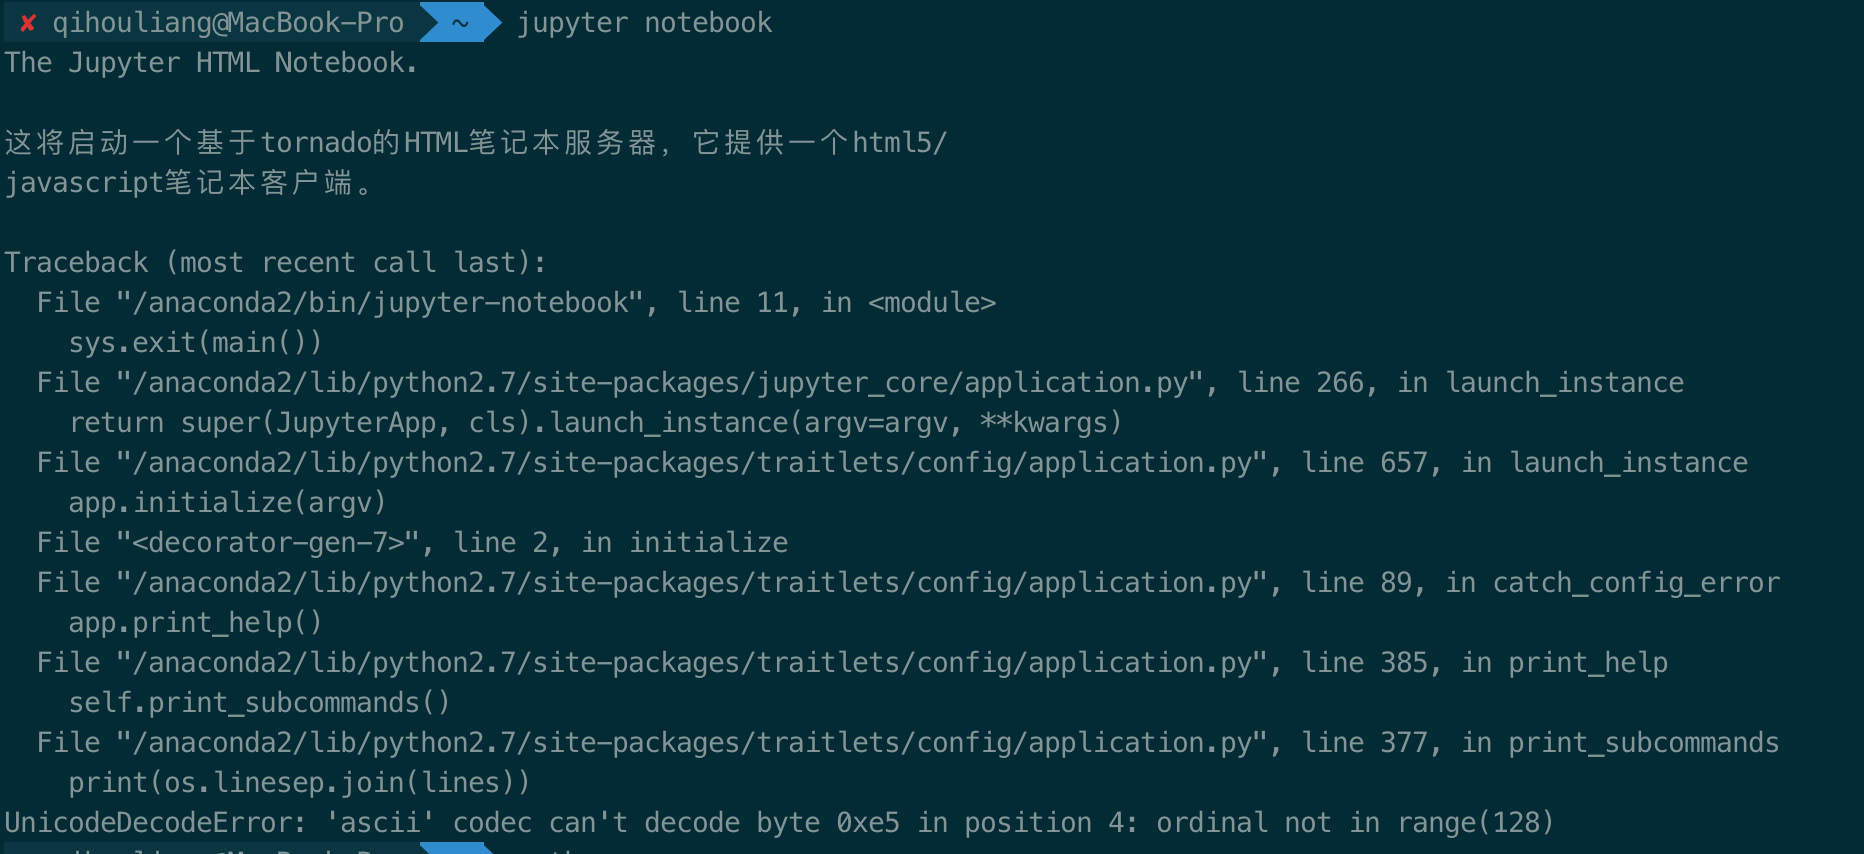 ✘ qihouliang@MacBook-Pro ~ jupyter notebook
The Jupyter HTML Notebook.
这将启动一个基于tornado的HTML笔记本服务器，它提供一个html5/
javascript笔记本客户端。
Traceback (most recent call last):
  File "/anaconda2/bin/jupyter-notebook", line 11, in <module>
    sys.exit(main())
  File "/anaconda2/lib/python2.7/site-packages/jupyter_core/application.py", line 266, in launch_instance
    return super(JupyterApp, cls).launch_instance(argv=argv, **kwargs)
  File "/anaconda2/lib/python2.7/site-packages/traitlets/config/application.py", line 657, in launch_instance
    app.initialize(argv)
  File "<decorator-gen-7>", line 2, in initialize
  File "/anaconda2/lib/python2.7/site-packages/traitlets/config/application.py", line 89, in catch_config_error
    app.print_help()
  File "/anaconda2/lib/python2.7/site-packages/traitlets/config/application.py", line 385, in print_help
    self.print_subcommands()
  File "/anaconda2/lib/python2.7/site-packages/traitlets/config/application.py", line 377, in print_subcommands
    print(os.linesep.join(lines))
UnicodeDecodeError: 'ascii' codec can't decode byte 0xe5 in position 4: ordinal not in range(128)